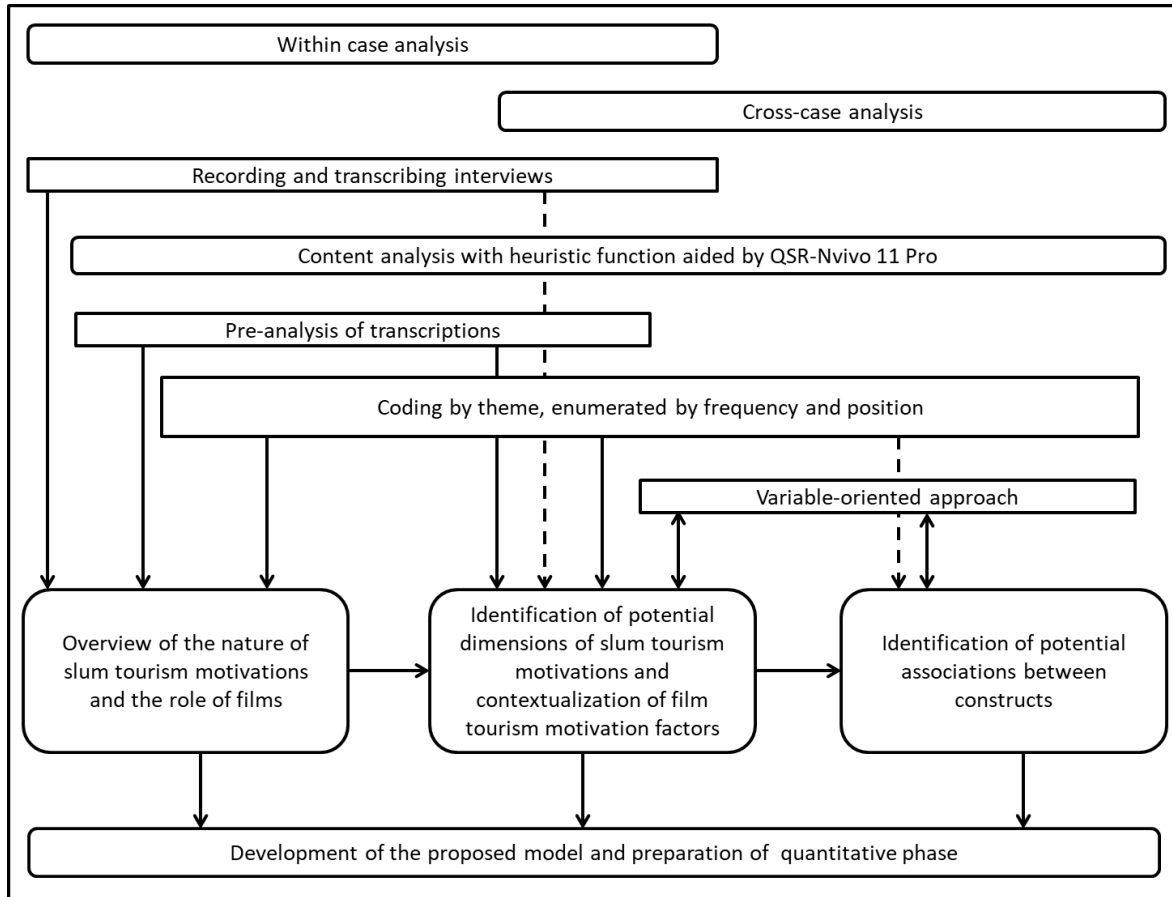 Within case analysis
Cross-case analysis
Recording and transcribing interviews
Content analysis with heuristic function aided by QSR-Nvivo 11 Pro
Pre-analysis of transcriptions
Coding by theme, enumerated by frequency and position
Variable-oriented approach
Overview of the nature of
slum tourism motivations
and the role of films
Identification of potential
dimensions of slum tourism
motivations and
contextualization of film
tourism motivation factors
Identification of potential
associations between
constructs
Development of the proposed model and preparation of quantitative phase